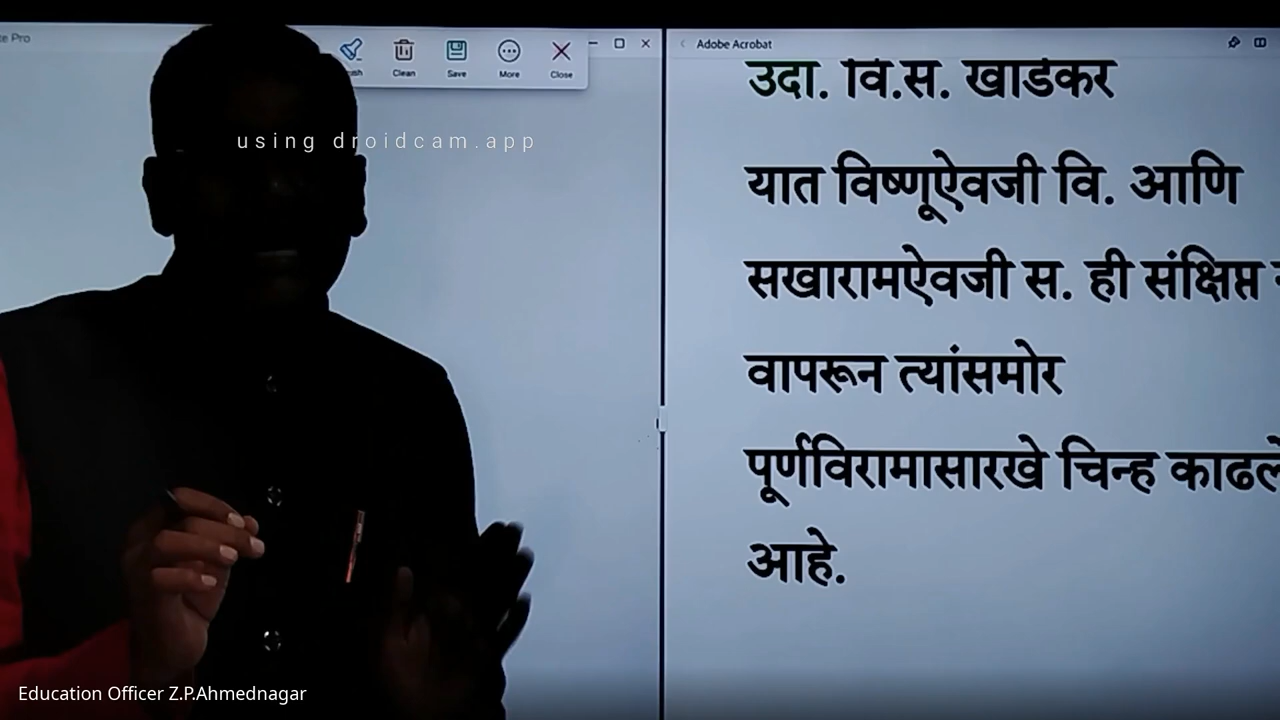 te Pro
Clean
Save
More
Close
Adobe Acrobat
उदा. वि.स. खांडेकर
using droidcam.app
यात विष्णूऐवजी वि. आणि
सखारामऐवजी स. ही संक्षिप्त
वापरून त्यांसमोर
पूर्णविरामासारखे चिन्ह काढले
आहे.
Education Officer Z.P.Ahmednagar